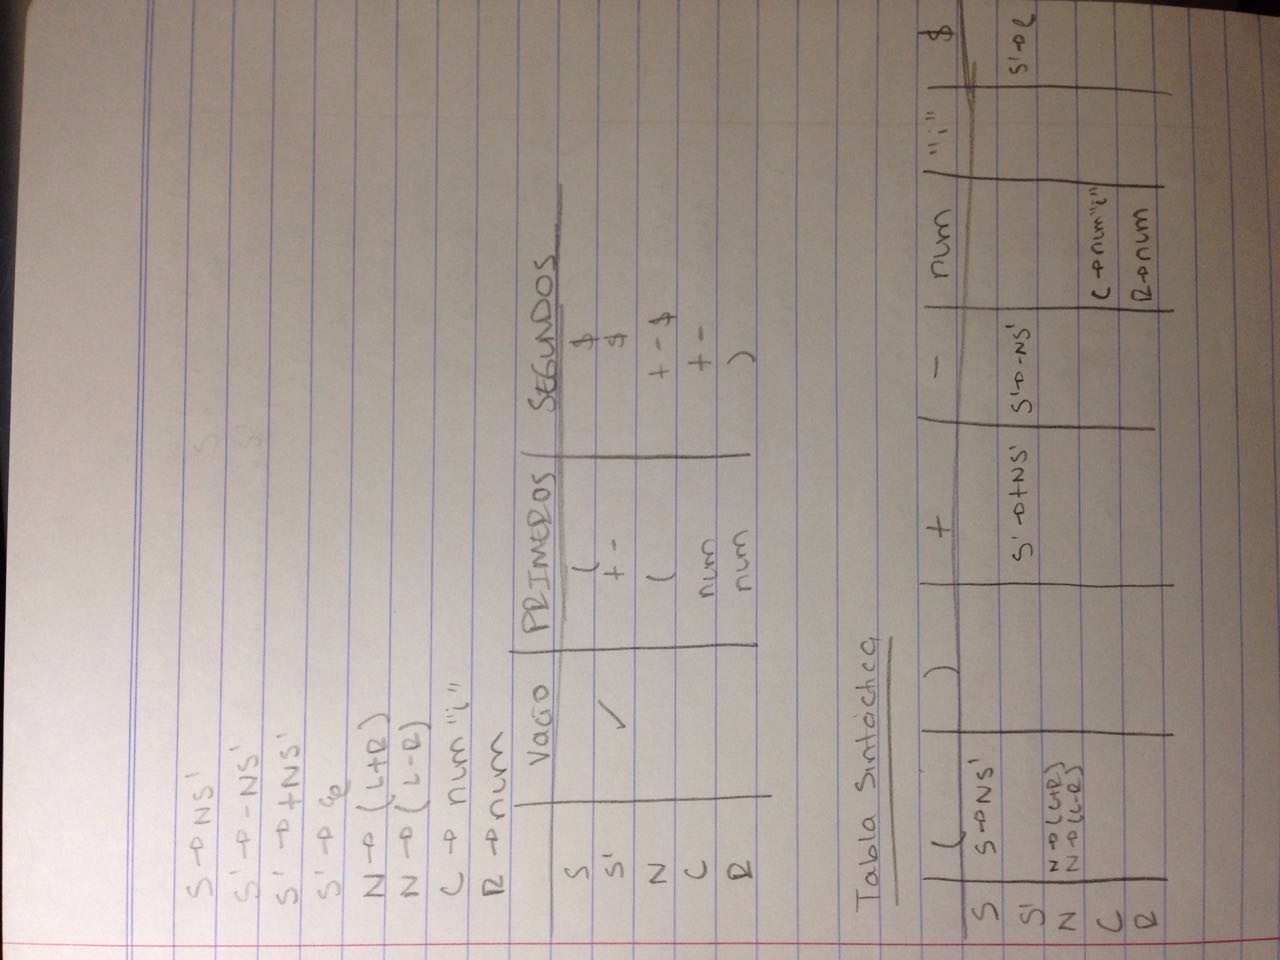 S → NS'
S' → -NS'
S' → +NS'
S' → e
N → (C+R)
N → (C-R)
C → num "i"
R → num
Vacio PRIMEROS SEGUNDOS
S ( $
S' ✓ + - $
N ( + - $
C num + -
R num )
Tabla Sintáctica
( ) + - num "i" $
S S→NS'
S' S'→+NS' S'→-NS' S'→e
N N→(C+R)
N→(C-R)
C C→num"i"
R R→num